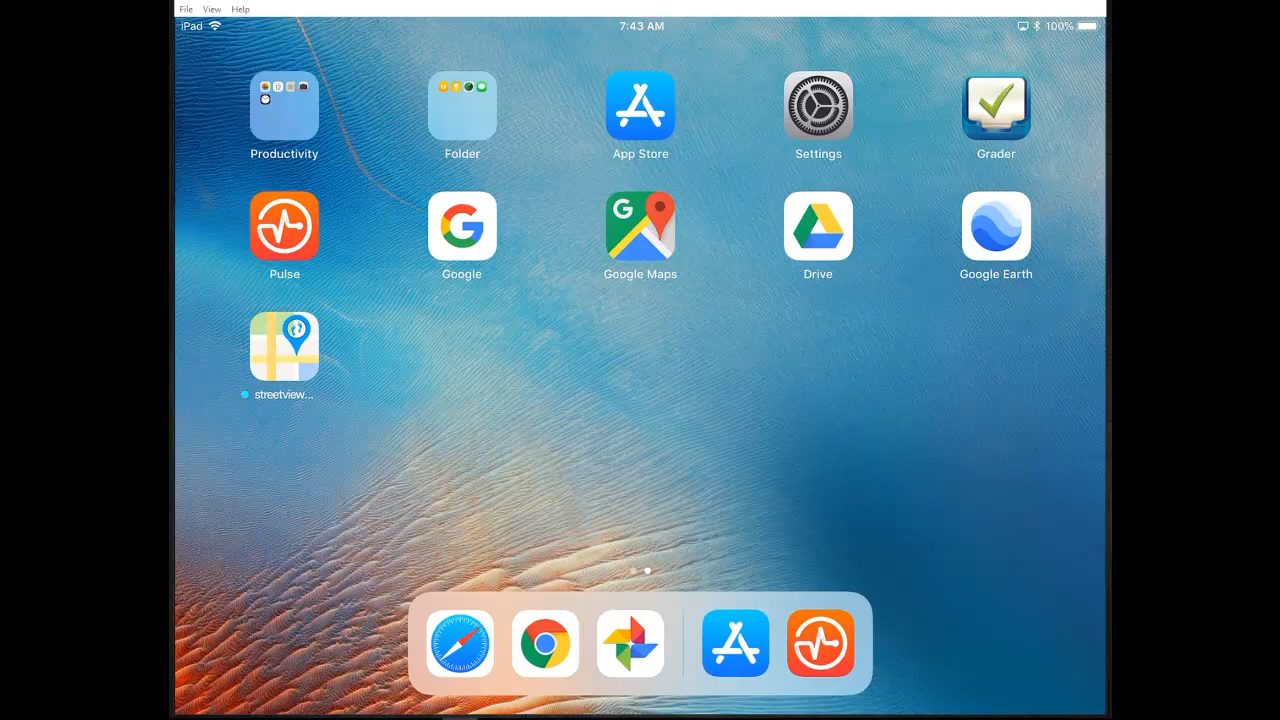 File View Help
iPad 7:43 AM 100%
Productivity Folder App Store Settings Grader
Pulse Google Google Maps Drive Google Earth
streetview...